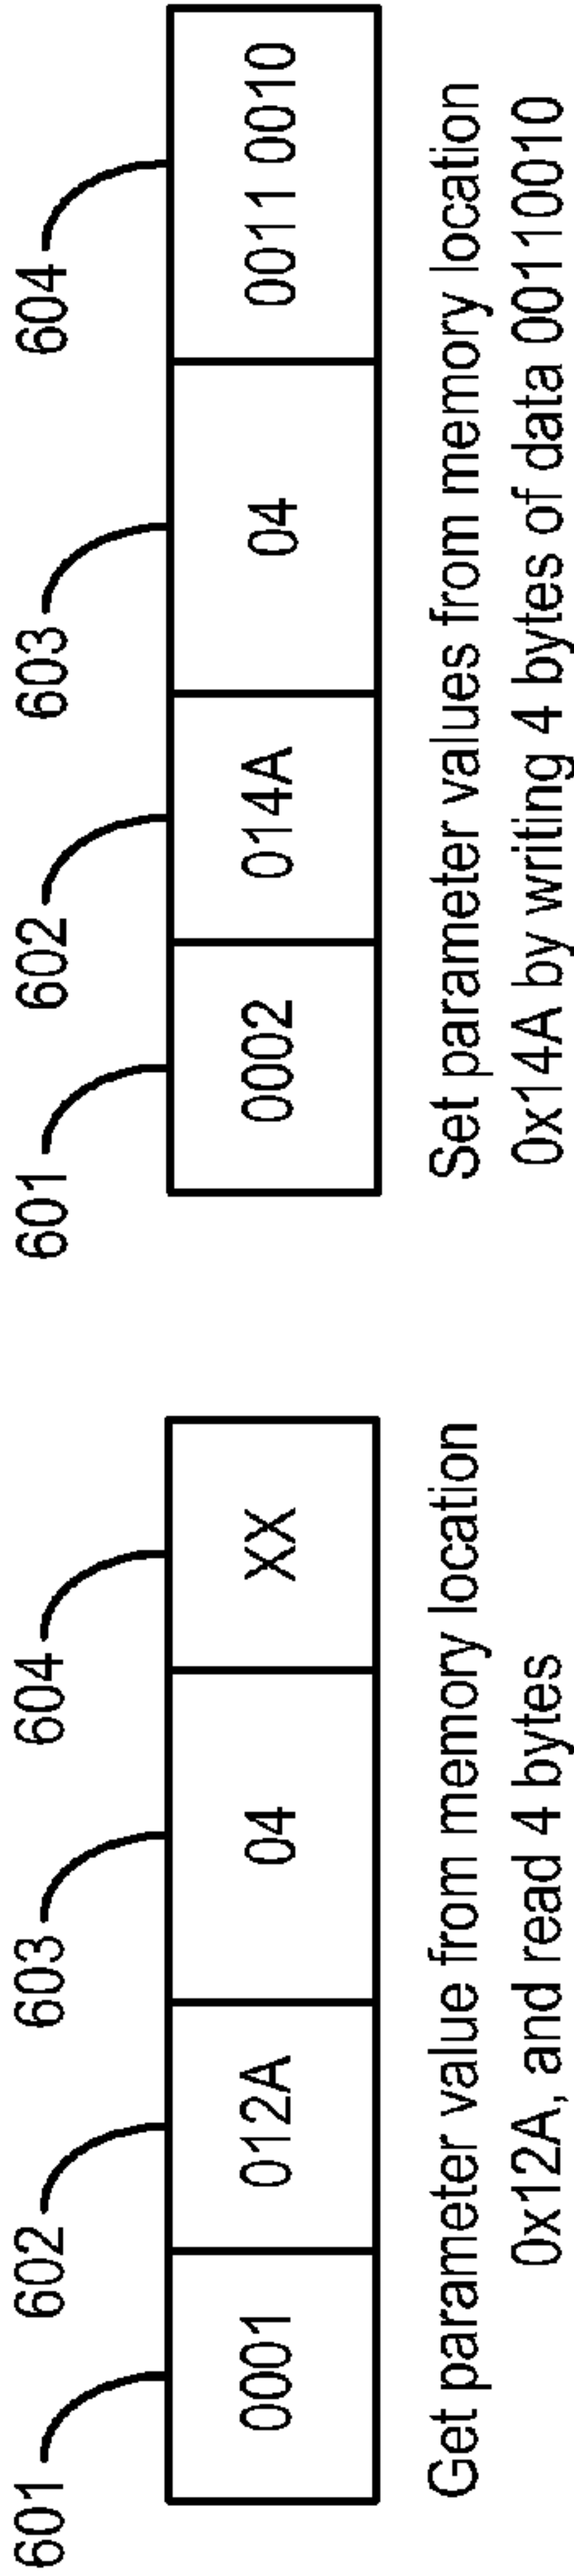 601 602 603 604
0001 012A 04 XX
Get parameter value from memory location
0x12A, and read 4 bytes
601 602 603 604
0002 014A 04 0011 0010
Set parameter values from memory location
0x14A by writing 4 bytes of data 00110010